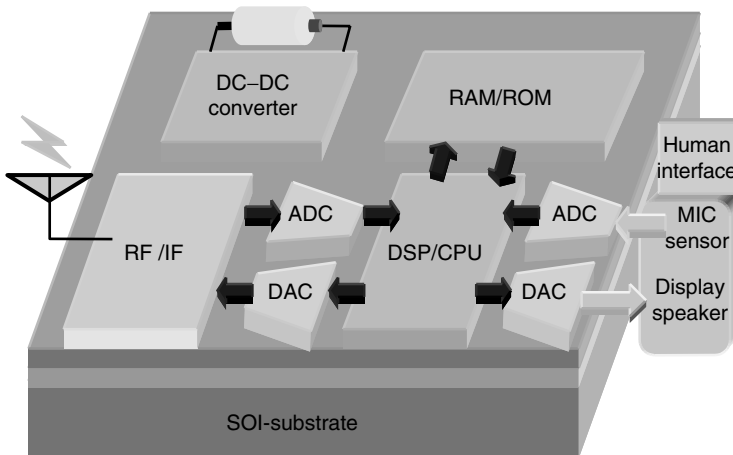 DC–DC
converter
RAM/ROM
Human
interface
RF /IF
ADC
DSP/CPU
ADC
MIC
sensor
DAC
DAC
Display
speaker
SOI-substrate